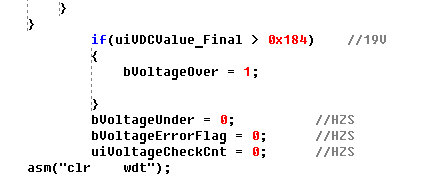 }
}
if(uiVDCValue_Final > 0x184) //19V
{
bVoltageOver = 1;
}
bVoltageUnder = 0; //HZS
bVoltageErrorFlag = 0; //HZS
uiVoltageCheckCnt = 0; //HZS
asm("clr wdt");